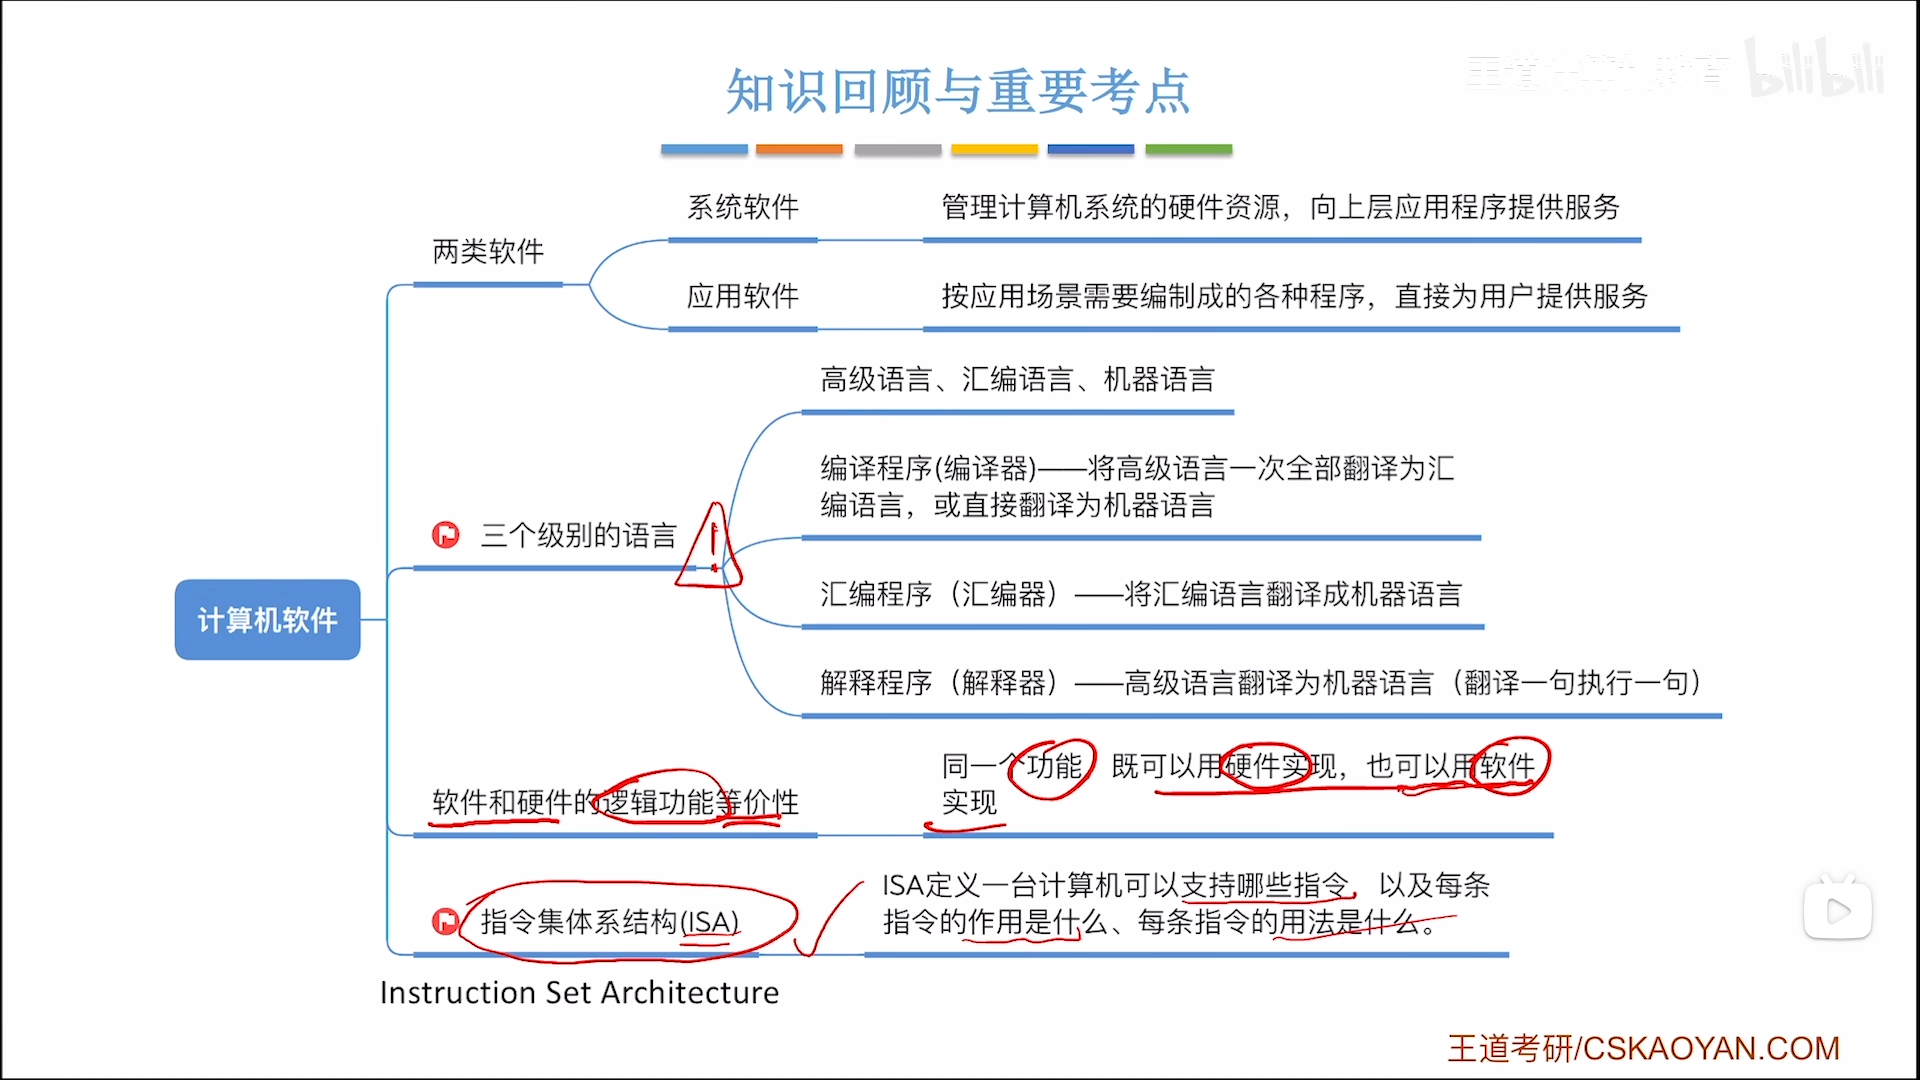 知识回顾与重要考点
bilibili
系统软件
管理计算机系统的硬件资源，向上层应用程序提供服务
两类软件
应用软件
按应用场景需要编制成的各种程序，直接为用户提供服务
高级语言、汇编语言、机器语言
编译程序(编译器)——将高级语言一次全部翻译为汇
编语言，或直接翻译为机器语言
三个级别的语言
汇编程序（汇编器）——将汇编语言翻译成机器语言
计算机软件
解释程序（解释器）——高级语言翻译为机器语言（翻译一句执行一句）
软件和硬件的逻辑功能等价性
同一个功能 既可以用硬件实现，也可以用软件
实现
指令集体系结构(ISA)
ISA定义一台计算机可以支持哪些指令，以及每条
指令的作用是什么、每条指令的用法是什么。
Instruction Set Architecture
王道考研/CSKAOYAN.COM